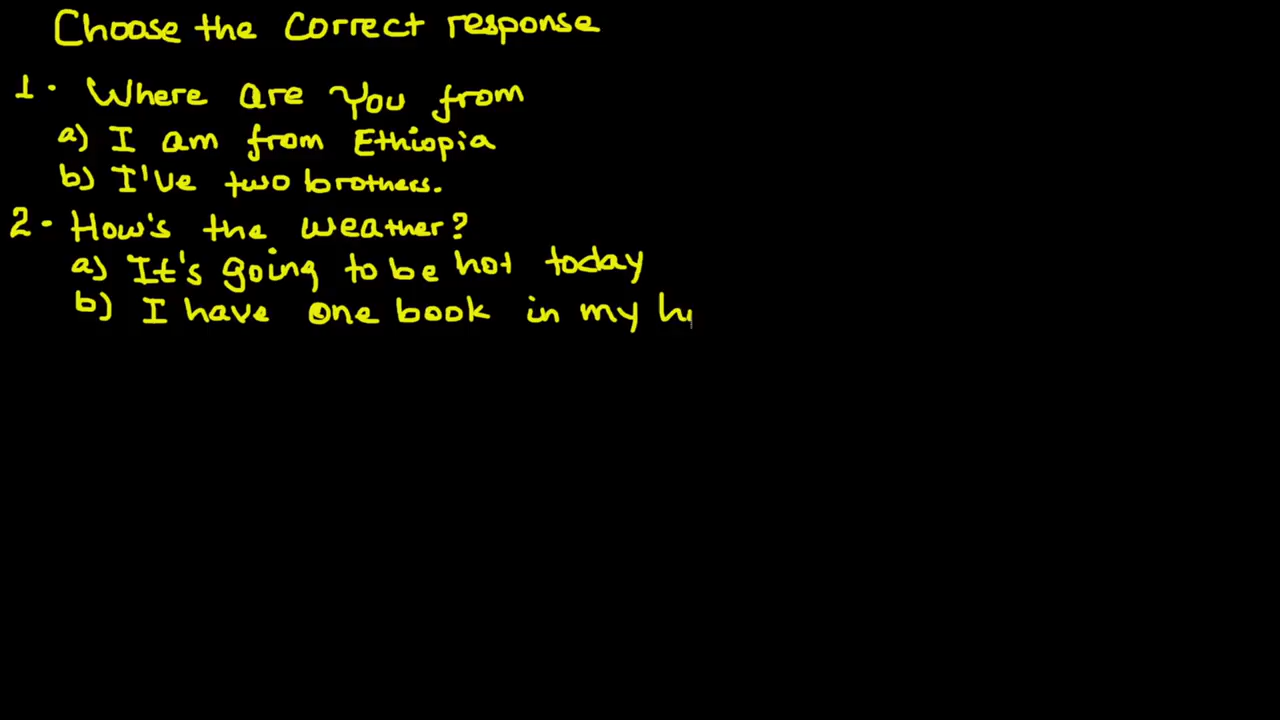 Choose the correct response
1. Where are You from
a) I am from Ethiopia
b) I've two brothers.
2. How's the weather?
a) It's going to be hot today
b) I have one book in my